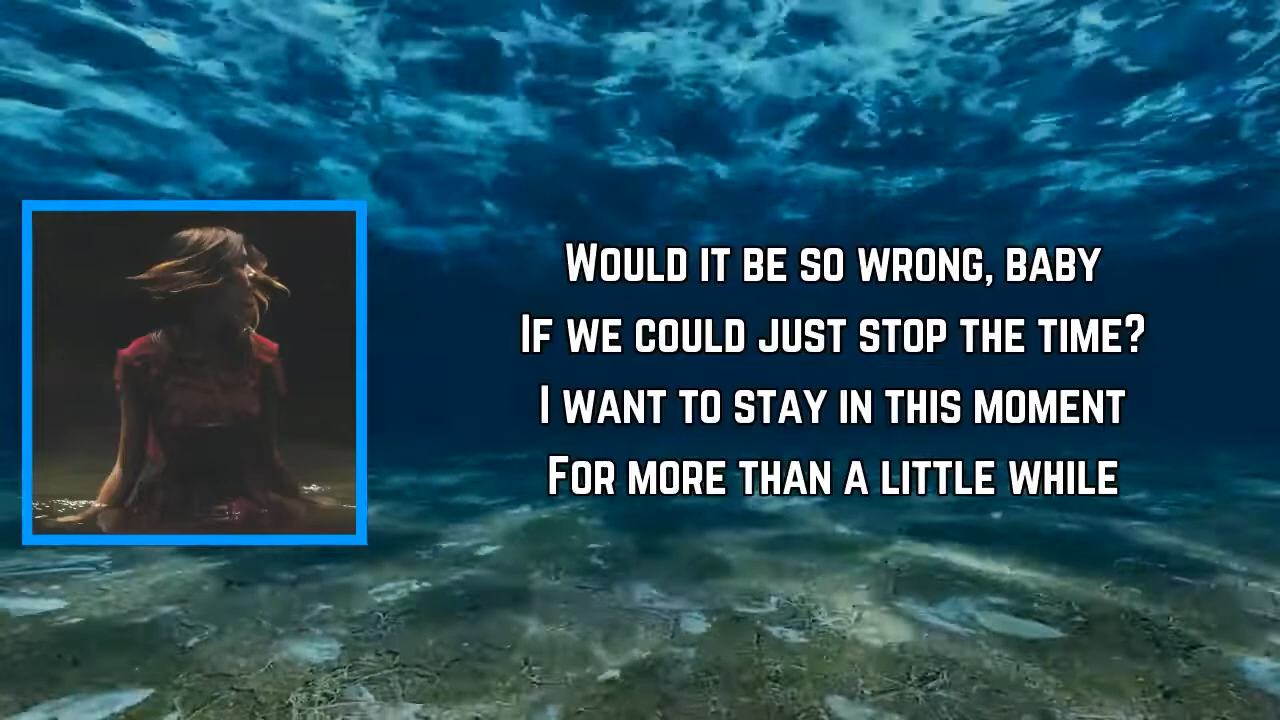 Would it be so wrong, baby
If we could just stop the time?
I want to stay in this moment
For more than a little while